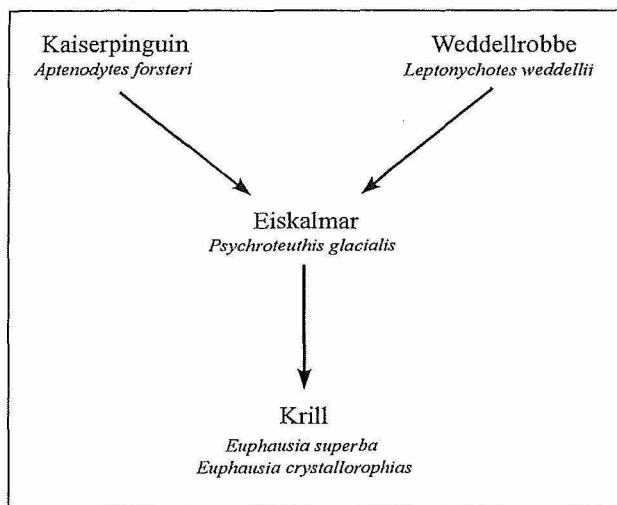 Kaiserpinguin
Aptenodytes forsteri
Weddellrobbe
Leptonychotes weddellii
Eiskalmar
Psychroteuthis glacialis
Krill
Euphausia superba
Euphausia crystallorophias